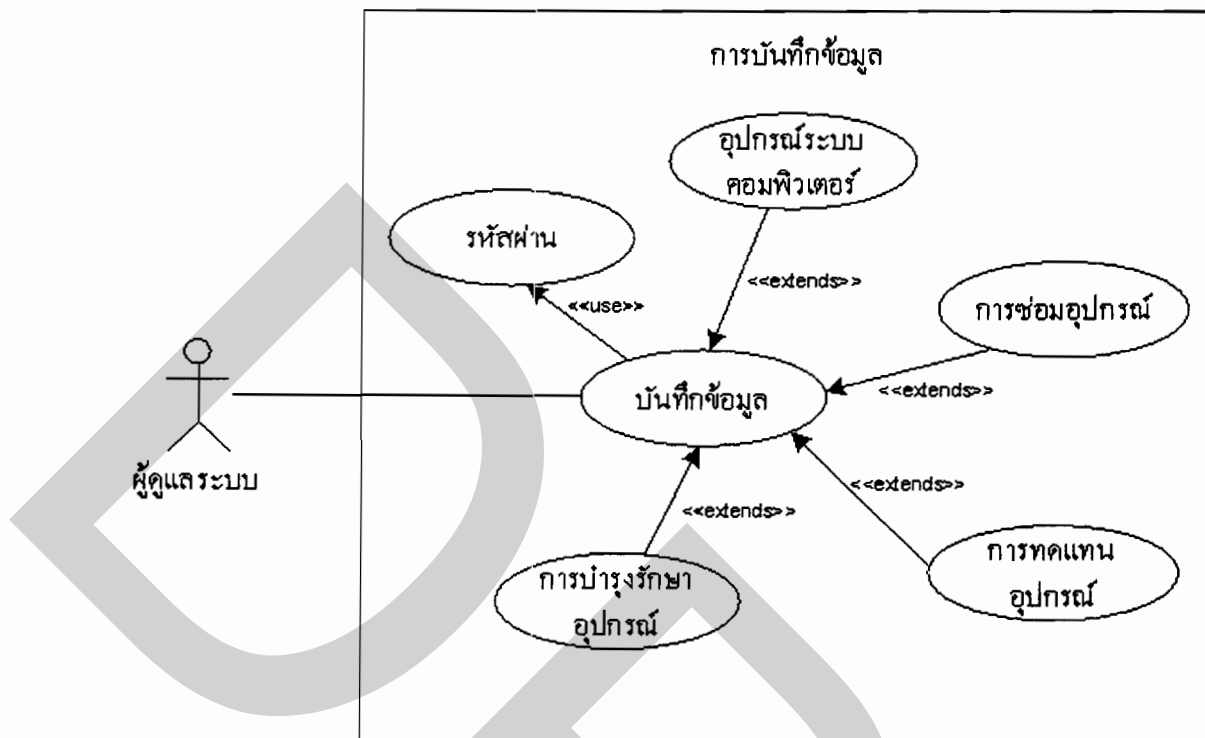 การบันทึกข้อมูล
อุปกรณ์ระบบ
คอมพิวเตอร์
รหัสผ่าน
<<extends>>
<<use>>
การซ่อมอุปกรณ์
<<extends>>
บันทึกข้อมูล
ผู้ดูแลระบบ
<<extends>>
<<extends>>
การบำรุงรักษา
อุปกรณ์
การทดแทน
อุปกรณ์